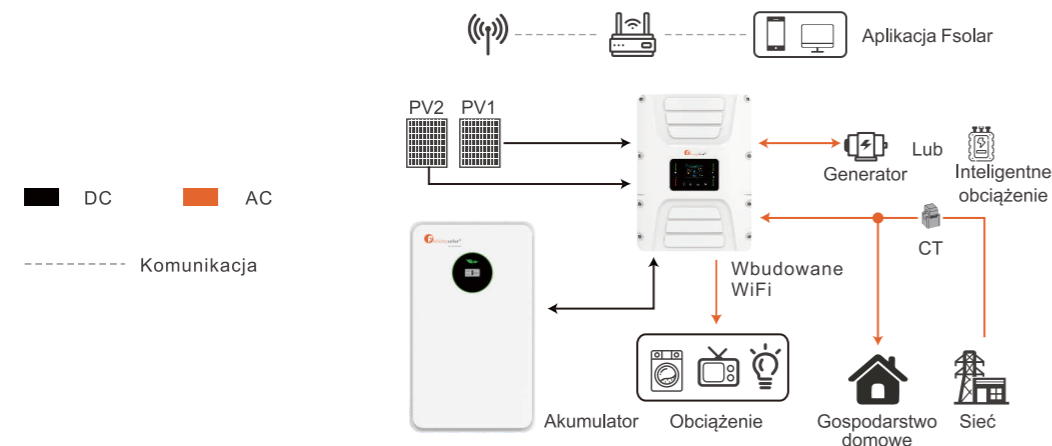 Aplikacja Fsolar
PV2 PV1
Generator
Lub
Inteligentne
obciążenie
DC
AC
Komunikacja
CT
Wbudowane
WiFi
Akumulator
Obciążenie
Gospodarstwo
domowe
Sieć